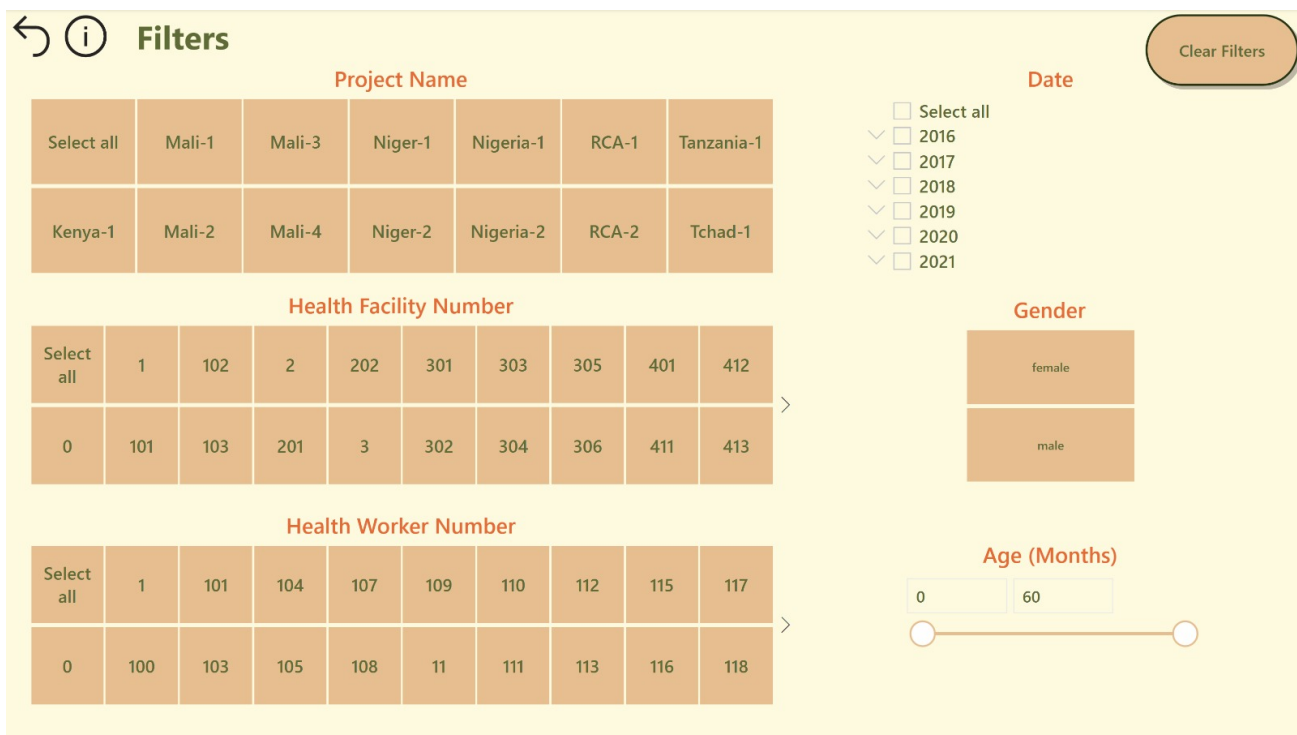 Filters
Clear Filters
Project Name
Select all Mali-1 Mali-3 Niger-1 Nigeria-1 RCA-1 Tanzania-1
Kenya-1 Mali-2 Mali-4 Niger-2 Nigeria-2 RCA-2 Tchad-1
Date
Select all
2016
2017
2018
2019
2020
2021
Health Facility Number
Select all 1 102 2 202 301 303 305 401 412
0 101 103 201 3 302 304 306 411 413
Gender
female
male
Health Worker Number
Select all 1 101 104 107 109 110 112 115 117
0 100 103 105 108 11 111 113 116 118
Age (Months)
0 60